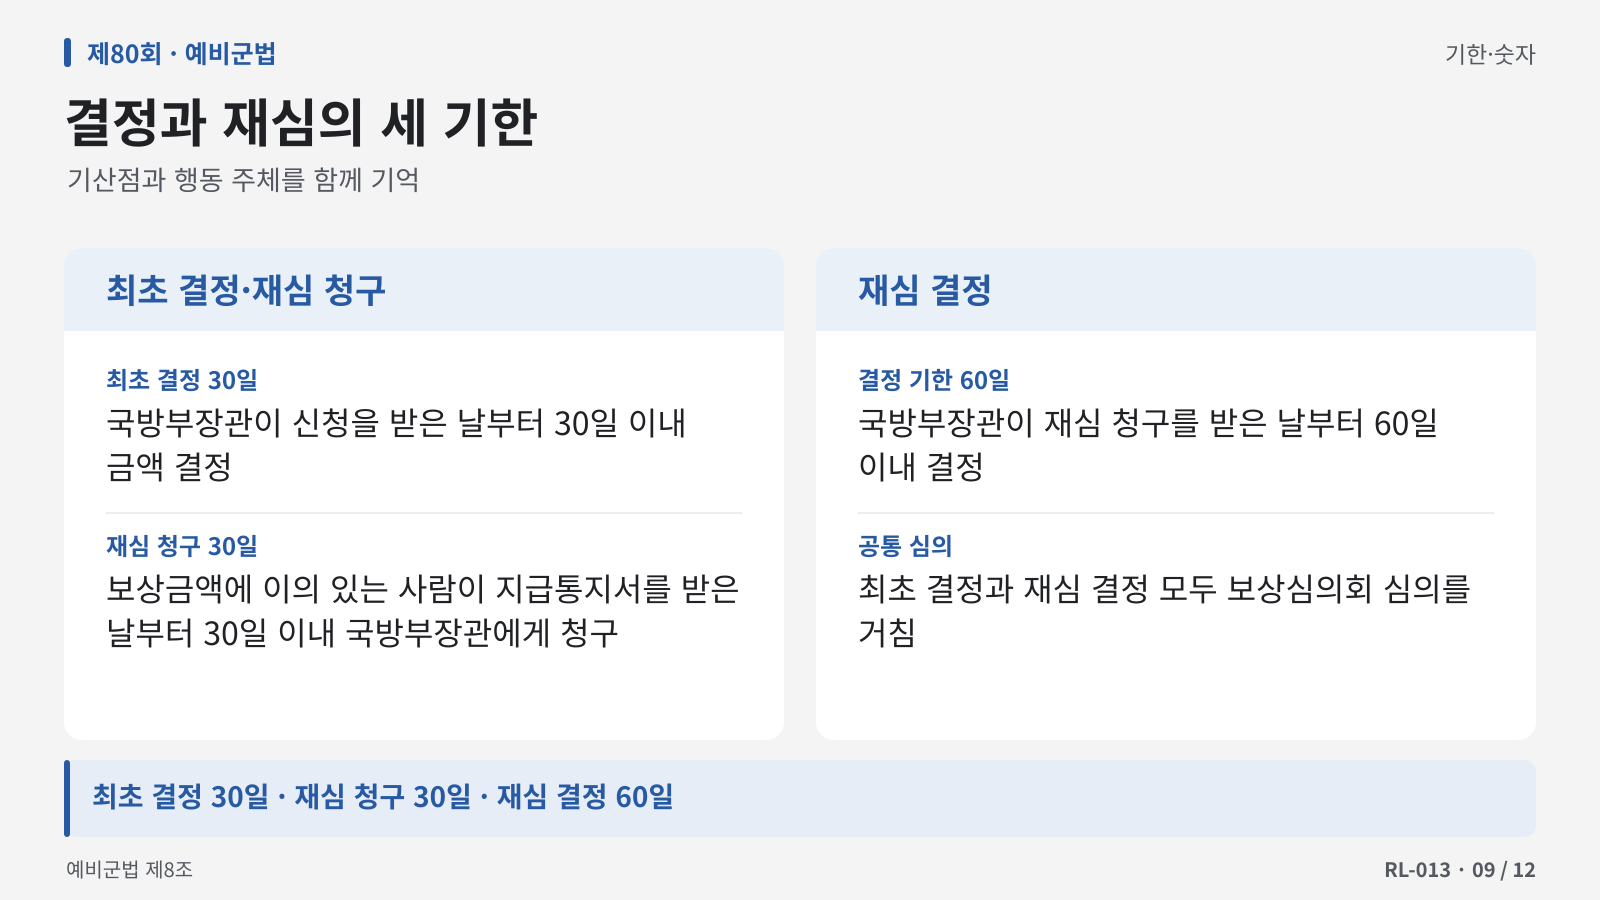 제80회 · 예비군법
기한·숫자
결정과 재심의 세 기한
기산점과 행동 주체를 함께 기억
최초 결정·재심 청구
최초 결정 30일
국방부장관이 신청을 받은 날부터 30일 이내
금액 결정
재심 청구 30일
보상금액에 이의 있는 사람이 지급통지서를 받은
날부터 30일 이내 국방부장관에게 청구
재심 결정
결정 기한 60일
국방부장관이 재심 청구를 받은 날부터 60일
이내 결정
공통 심의
최초 결정과 재심 결정 모두 보상심의회 심의를
거침
최초 결정 30일 · 재심 청구 30일 · 재심 결정 60일
예비군법 제8조
RL-013 · 09 / 12